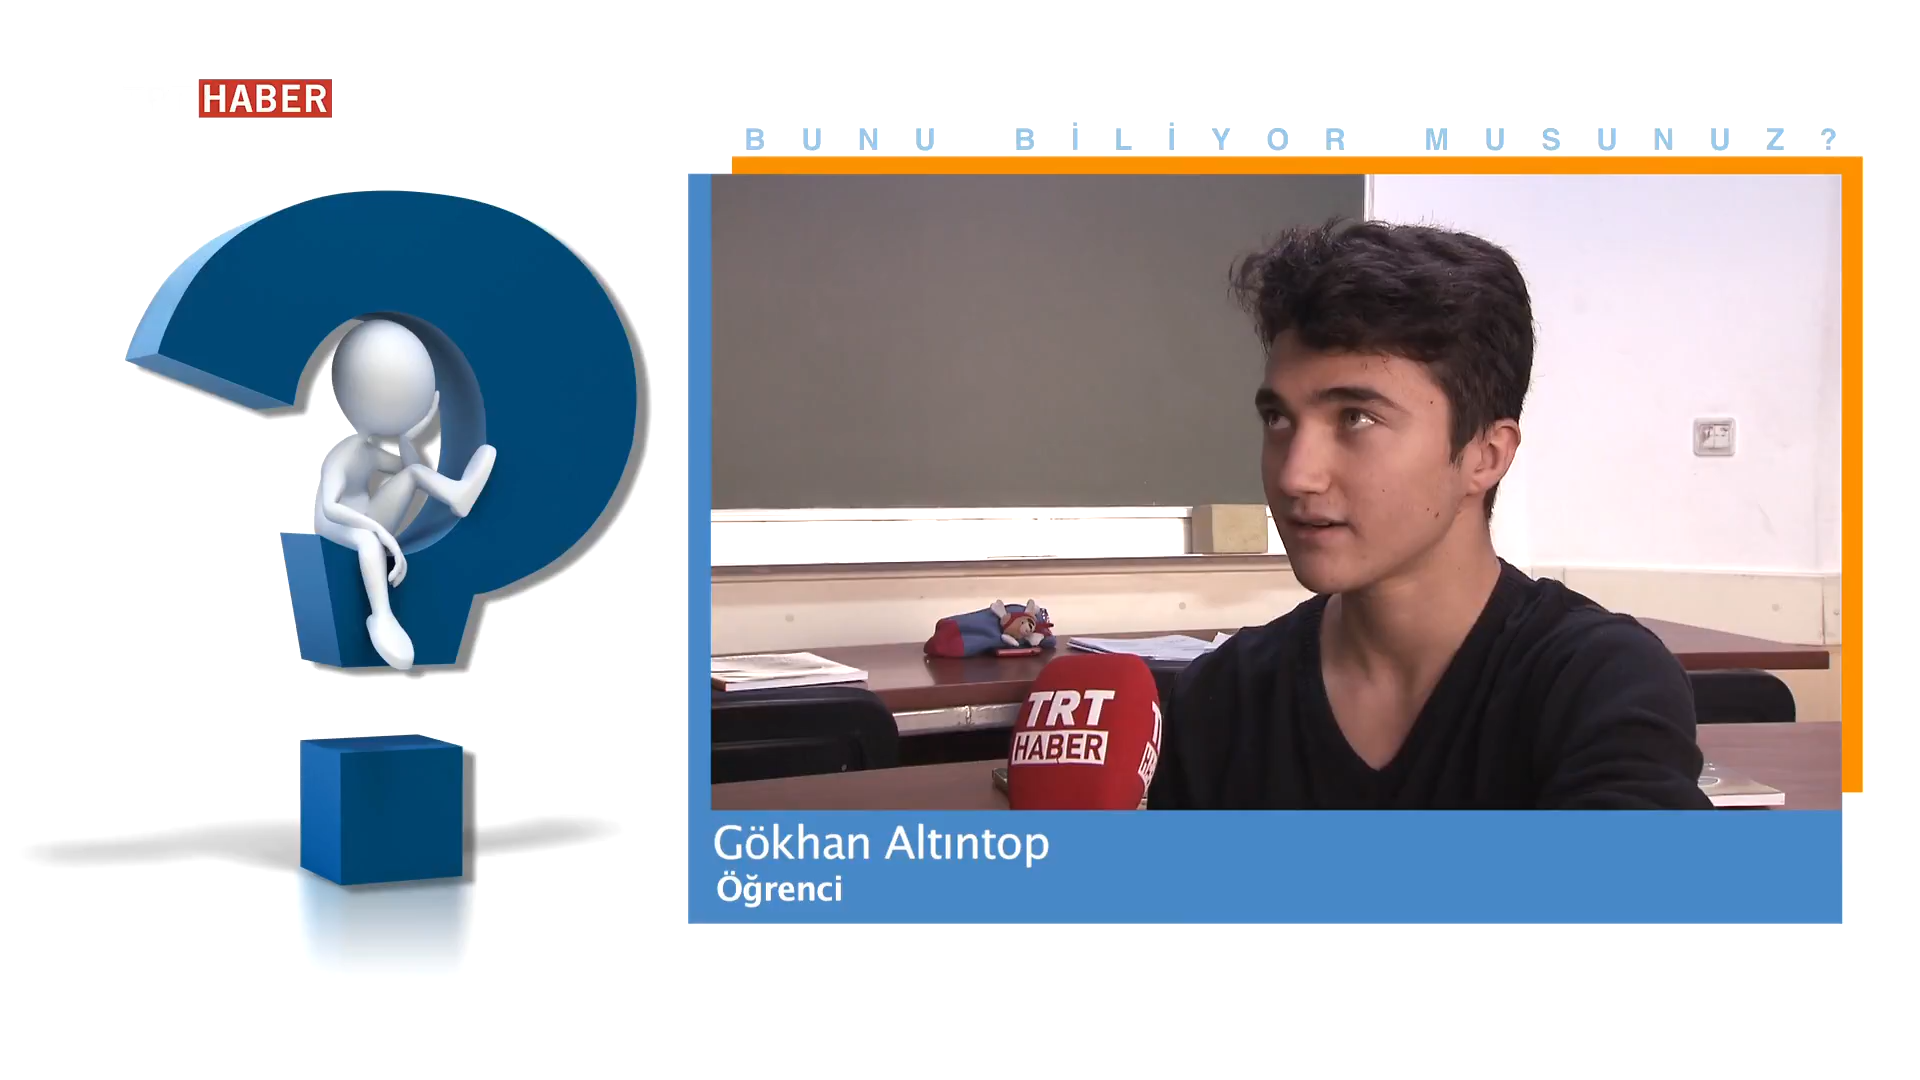 HABER
BUNU BİLİYOR MUSUNUZ?
TRT
HABER
Gökhan Altıntop
Öğrenci